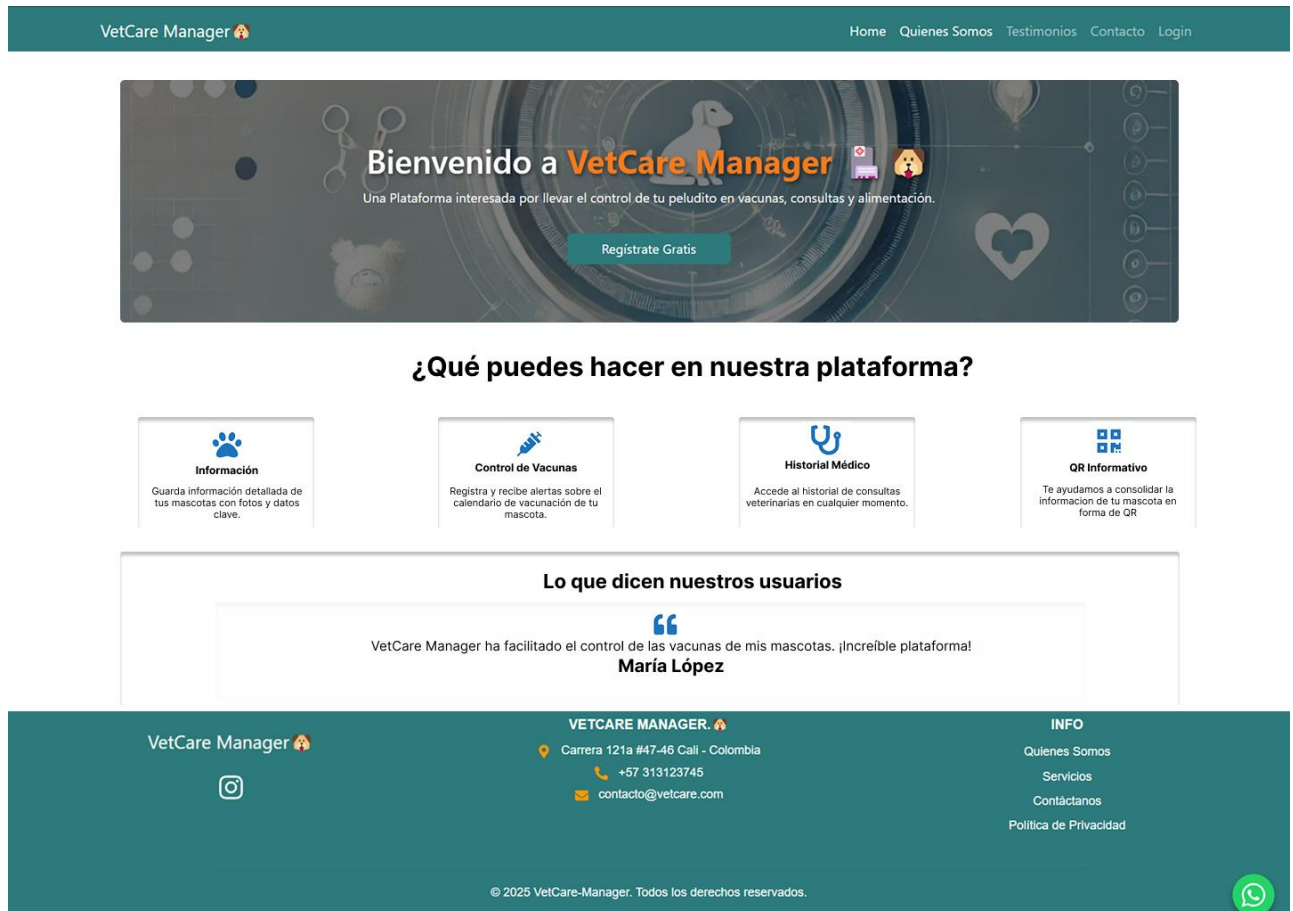 VetCare Manager
Home Quienes Somos Testimonios Contacto Login
Bienvenido a VetCare Manager
Una Plataforma interesada por llevar el control de tu peludito en vacunas, consultas y alimentación.
Regístrate Gratis
¿Qué puedes hacer en nuestra plataforma?
Información
Guarda información detallada de
tus mascotas con fotos y datos
clave.
Control de Vacunas
Registra y recibe alertas sobre el
calendario de vacunación de tu
mascota.
Historial Médico
Accede al historial de consultas
veterinarias en cualquier momento.
QR Informativo
Te ayudamos a consolidar la
informacion de tu mascota en
forma de QR
Lo que dicen nuestros usuarios
VetCare Manager ha facilitado el control de las vacunas de mis mascotas. ¡Increíble plataforma!
María López
VetCare Manager
VETCARE MANAGER.
Carrera 121a #47-46 Cali - Colombia
+57 313123745
contacto@vetcare.com
INFO
Quienes Somos
Servicios
Contáctanos
Política de Privacidad
© 2025 VetCare-Manager. Todos los derechos reservados.